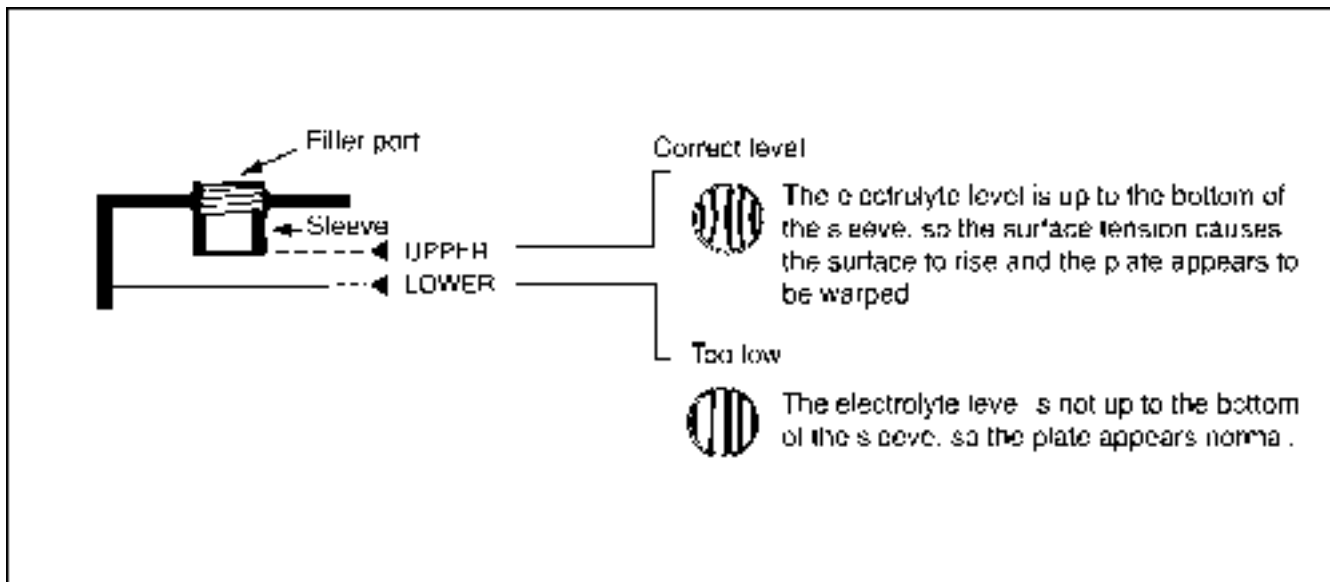 Filler port
Sleeve
UPPER
LOWER
Correct level
The electrolyte level is up to the bottom of
the sleeve, so the surface tension causes
the surface to rise and the plate appears to
be warped
Too low
The electrolyte level is not up to the bottom
of the sleeve, so the plate appears normal.